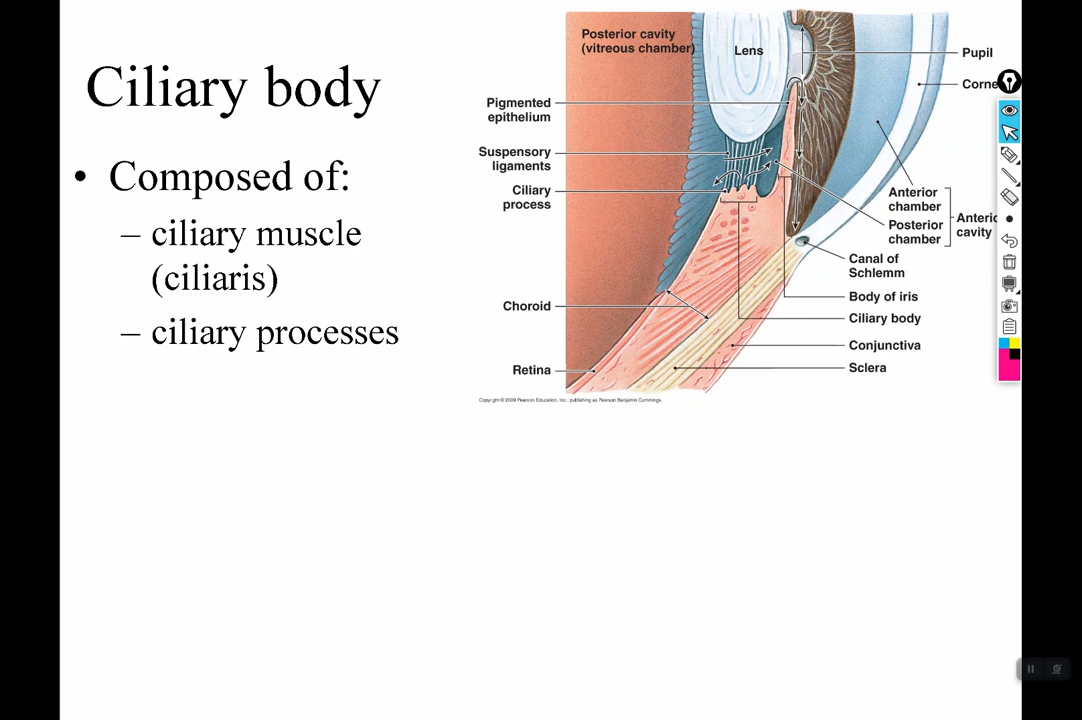 Ciliary body
• Composed of:
– ciliary muscle
(ciliaris)
– ciliary processes
Posterior cavity
(vitreous chamber)
Lens
Pupil
Corne
Pigmented
epithelium
Suspensory
ligaments
Ciliary
process
Anterior
chamber
Posterior
chamber
Anteric
cavity
Canal of
Schlemm
Body of iris
Choroid
Ciliary body
Conjunctiva
Retina
Sclera
Copyright © 2009 Pearson Education, Inc., publishing as Pearson Benjamin Cummings.